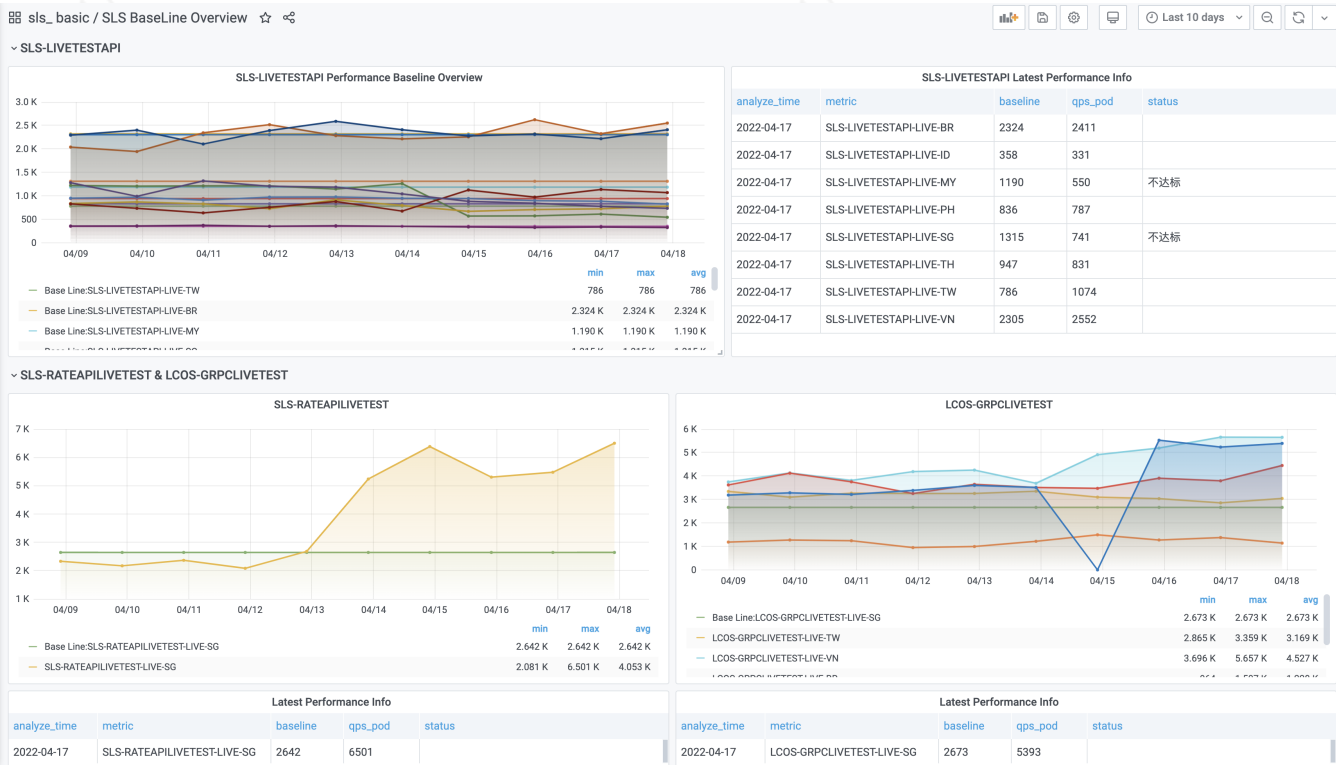 sls_ basic / SLS BaseLine Overview
Last 10 days
SLS-LIVETESTAPI
SLS-LIVETESTAPI Performance Baseline Overview
3.0 K
2.5 K
2.0 K
1.5 K
1.0 K
500
0
04/09 04/10 04/11 04/12 04/13 04/14 04/15 04/16 04/17 04/18
min max avg
Base Line:SLS-LIVETESTAPI-LIVE-TW 786 786 786
Base Line:SLS-LIVETESTAPI-LIVE-BR 2.324 K 2.324 K 2.324 K
Base Line:SLS-LIVETESTAPI-LIVE-MY 1.190 K 1.190 K 1.190 K
SLS-LIVETESTAPI Latest Performance Info
analyze_time metric baseline qps_pod status
2022-04-17 SLS-LIVETESTAPI-LIVE-BR 2324 2411
2022-04-17 SLS-LIVETESTAPI-LIVE-ID 358 331
2022-04-17 SLS-LIVETESTAPI-LIVE-MY 1190 550 不达标
2022-04-17 SLS-LIVETESTAPI-LIVE-PH 836 787
2022-04-17 SLS-LIVETESTAPI-LIVE-SG 1315 741 不达标
2022-04-17 SLS-LIVETESTAPI-LIVE-TH 947 831
2022-04-17 SLS-LIVETESTAPI-LIVE-TW 786 1074
2022-04-17 SLS-LIVETESTAPI-LIVE-VN 2305 2552
SLS-RATEAPILIVETEST & LCOS-GRPCLIVETEST
SLS-RATEAPILIVETEST
7 K
6 K
5 K
4 K
3 K
2 K
1 K
04/09 04/10 04/11 04/12 04/13 04/14 04/15 04/16 04/17 04/18
min max avg
Base Line:SLS-RATEAPILIVETEST-LIVE-SG 2.642 K 2.642 K 2.642 K
SLS-RATEAPILIVETEST-LIVE-SG 2.081 K 6.501 K 4.053 K
LCOS-GRPCLIVETEST
6 K
5 K
4 K
3 K
2 K
1 K
0
04/09 04/10 04/11 04/12 04/13 04/14 04/15 04/16 04/17 04/18
min max avg
Base Line:LCOS-GRPCLIVETEST-LIVE-SG 2.673 K 2.673 K 2.673 K
LCOS-GRPCLIVETEST-LIVE-TW 2.865 K 3.359 K 3.169 K
LCOS-GRPCLIVETEST-LIVE-VN 3.696 K 5.657 K 4.527 K
Latest Performance Info
analyze_time metric baseline qps_pod status
2022-04-17 SLS-RATEAPILIVETEST-LIVE-SG 2642 6501
Latest Performance Info
analyze_time metric baseline qps_pod status
2022-04-17 LCOS-GRPCLIVETEST-LIVE-SG 2673 5393